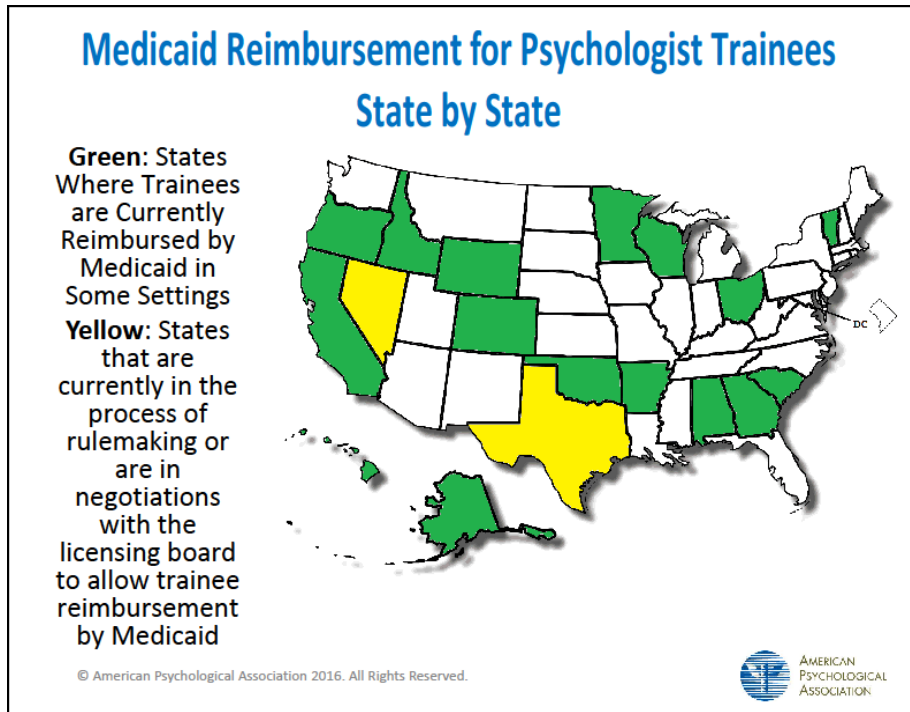 Medicaid Reimbursement for Psychologist Trainees
State by State
Green: States
Where Trainees
are Currently
Reimbursed by
Medicaid in
Some Settings
Yellow: States
that are
currently in the
process of
rulemaking or
are in
negotiations
with the
licensing board
to allow trainee
reimbursement
by Medicaid
DC
© American Psychological Association 2016. All Rights Reserved.
AMERICAN
PSYCHOLOGICAL
ASSOCIATION